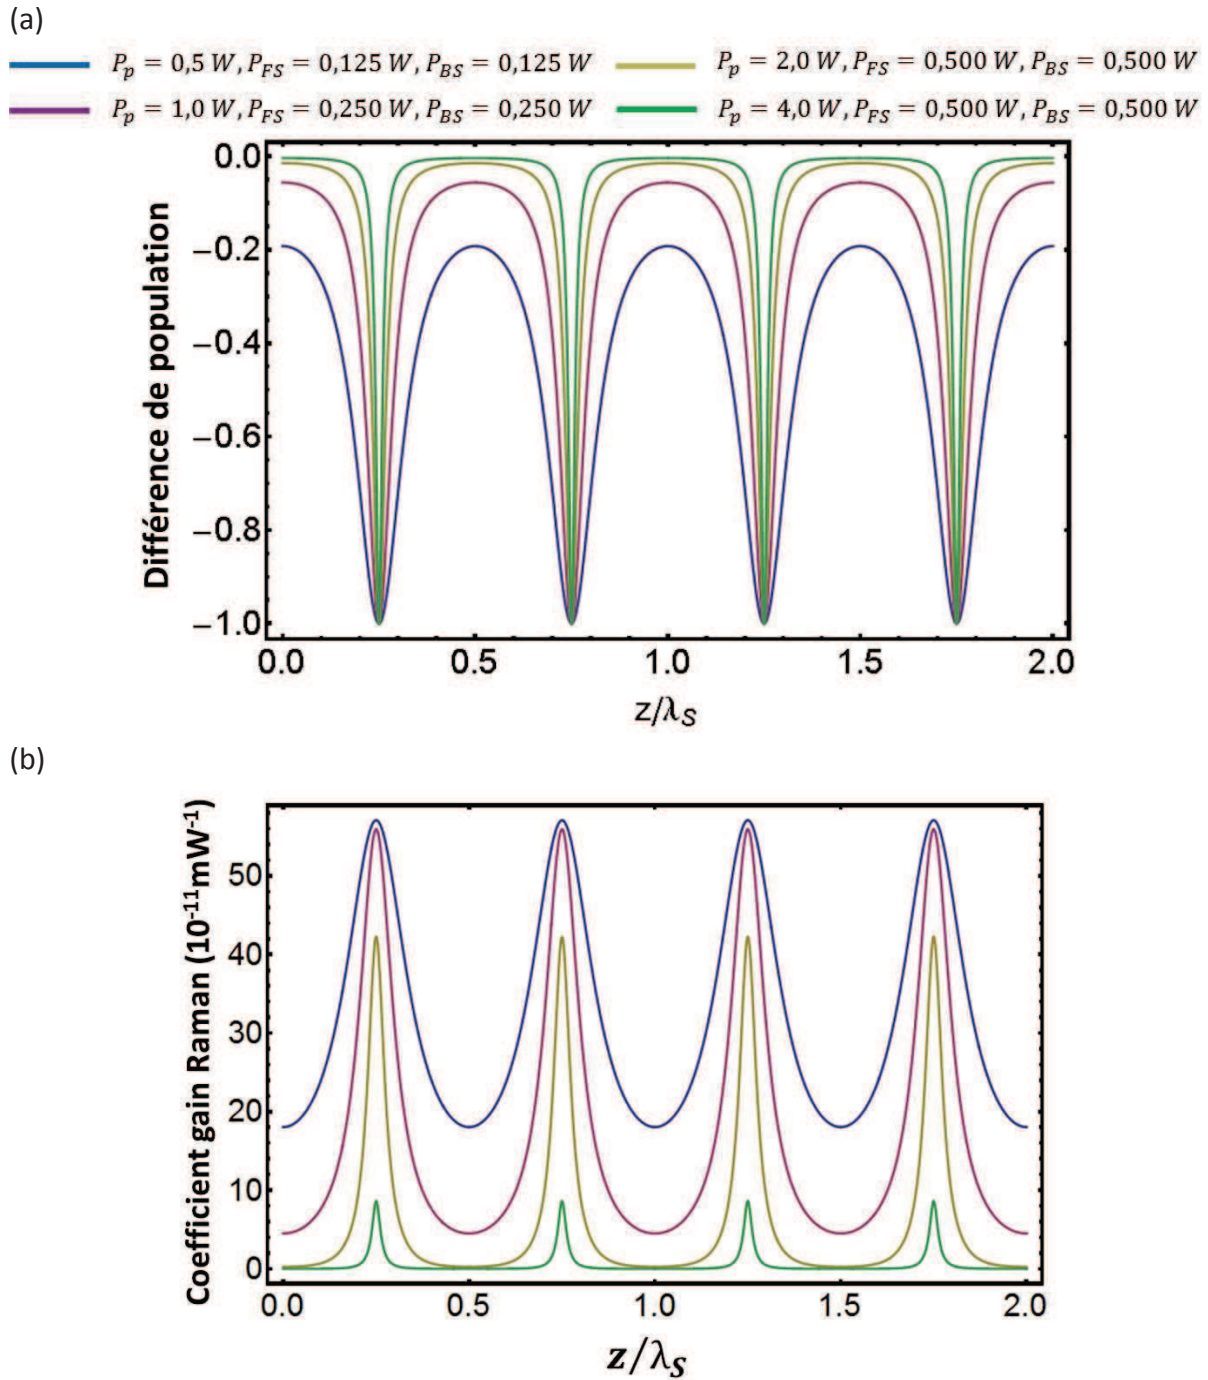 (a)
P_p = 0,5 W, P_FS = 0,125 W, P_BS = 0,125 W
P_p = 2,0 W, P_FS = 0,500 W, P_BS = 0,500 W
P_p = 1,0 W, P_FS = 0,250 W, P_BS = 0,250 W
P_p = 4,0 W, P_FS = 0,500 W, P_BS = 0,500 W
Différence de population
0.0
−0.2
−0.4
−0.6
−0.8
−1.0
0.0 0.5 1.0 1.5 2.0
z/λ_S
(b)
Coefficient gain Raman (10⁻¹¹mW⁻¹)
50
40
30
20
10
0
0.0 0.5 1.0 1.5 2.0
z/λ_S